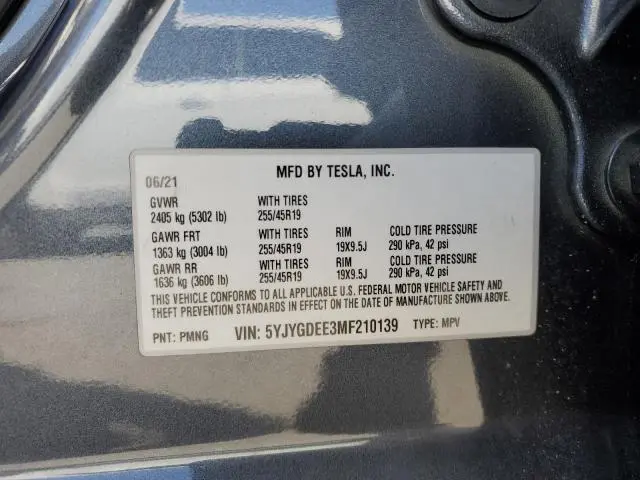 MFD BY TESLA, INC.
06/21
GVWR WITH TIRES
2405 kg (5302 lb) 255/45R19
GAWR FRT WITH TIRES RIM COLD TIRE PRESSURE
1363 kg (3004 lb) 255/45R19 19X9.5J 290 kPa, 42 psi
GAWR RR WITH TIRES RIM COLD TIRE PRESSURE
1636 kg (3606 lb) 255/45R19 19X9.5J 290 kPa, 42 psi
THIS VEHICLE CONFORMS TO ALL APPLICABLE U.S. FEDERAL MOTOR VEHICLE SAFETY AND
THEFT PREVENTION STANDARDS IN EFFECT ON THE DATE OF MANUFACTURE SHOWN ABOVE.
PNT: PMNG VIN: 5YJYGDEE3MF210139 TYPE: MPV